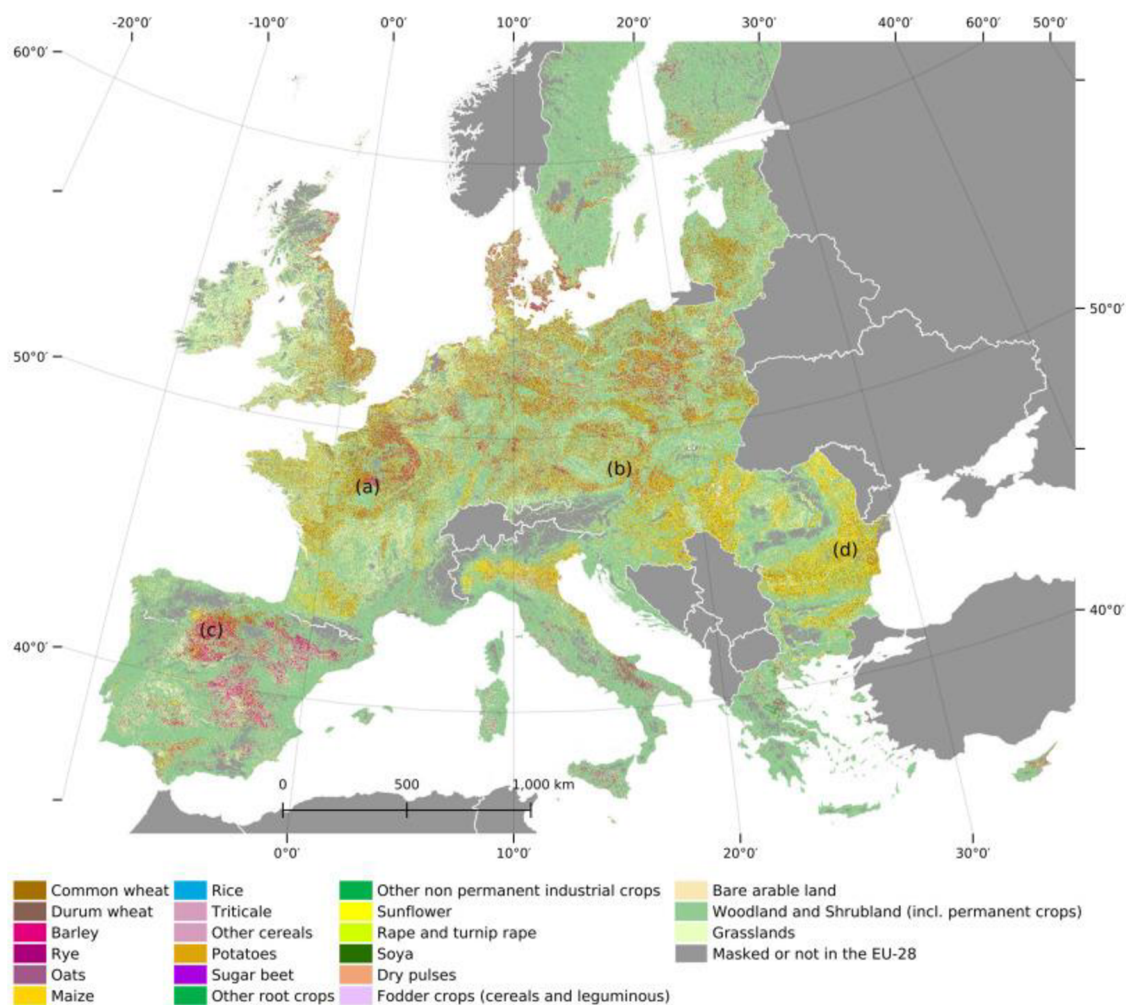 -20°0′ -10°0′ 0°0′ 10°0′ 20°0′ 30°0′ 40°0′ 50°0′
60°0′
50°0′
50°0′
(a)
(b)
(d)
40°0′
(c)
40°0′
0 500 1,000 km
0°0′ 10°0′ 20°0′ 30°0′
Common wheat
Durum wheat
Barley
Rye
Oats
Maize
Rice
Triticale
Other cereals
Potatoes
Sugar beet
Other root crops
Other non permanent industrial crops
Sunflower
Rape and turnip rape
Soya
Dry pulses
Fodder crops (cereals and leguminous)
Bare arable land
Woodland and Shrubland (incl. permanent crops)
Grasslands
Masked or not in the EU-28